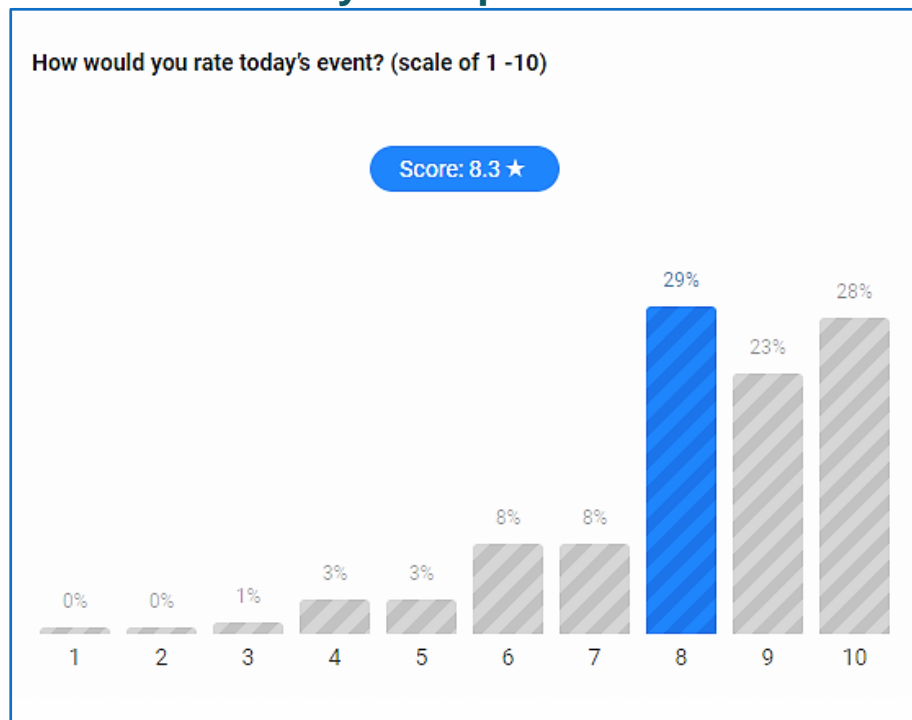 How would you rate today's event? (scale of 1 -10)
Score: 8.3 ★
29%
28%
23%
8% 8%
3% 3%
1%
0% 0%
1 2 3 4 5 6 7 8 9 10